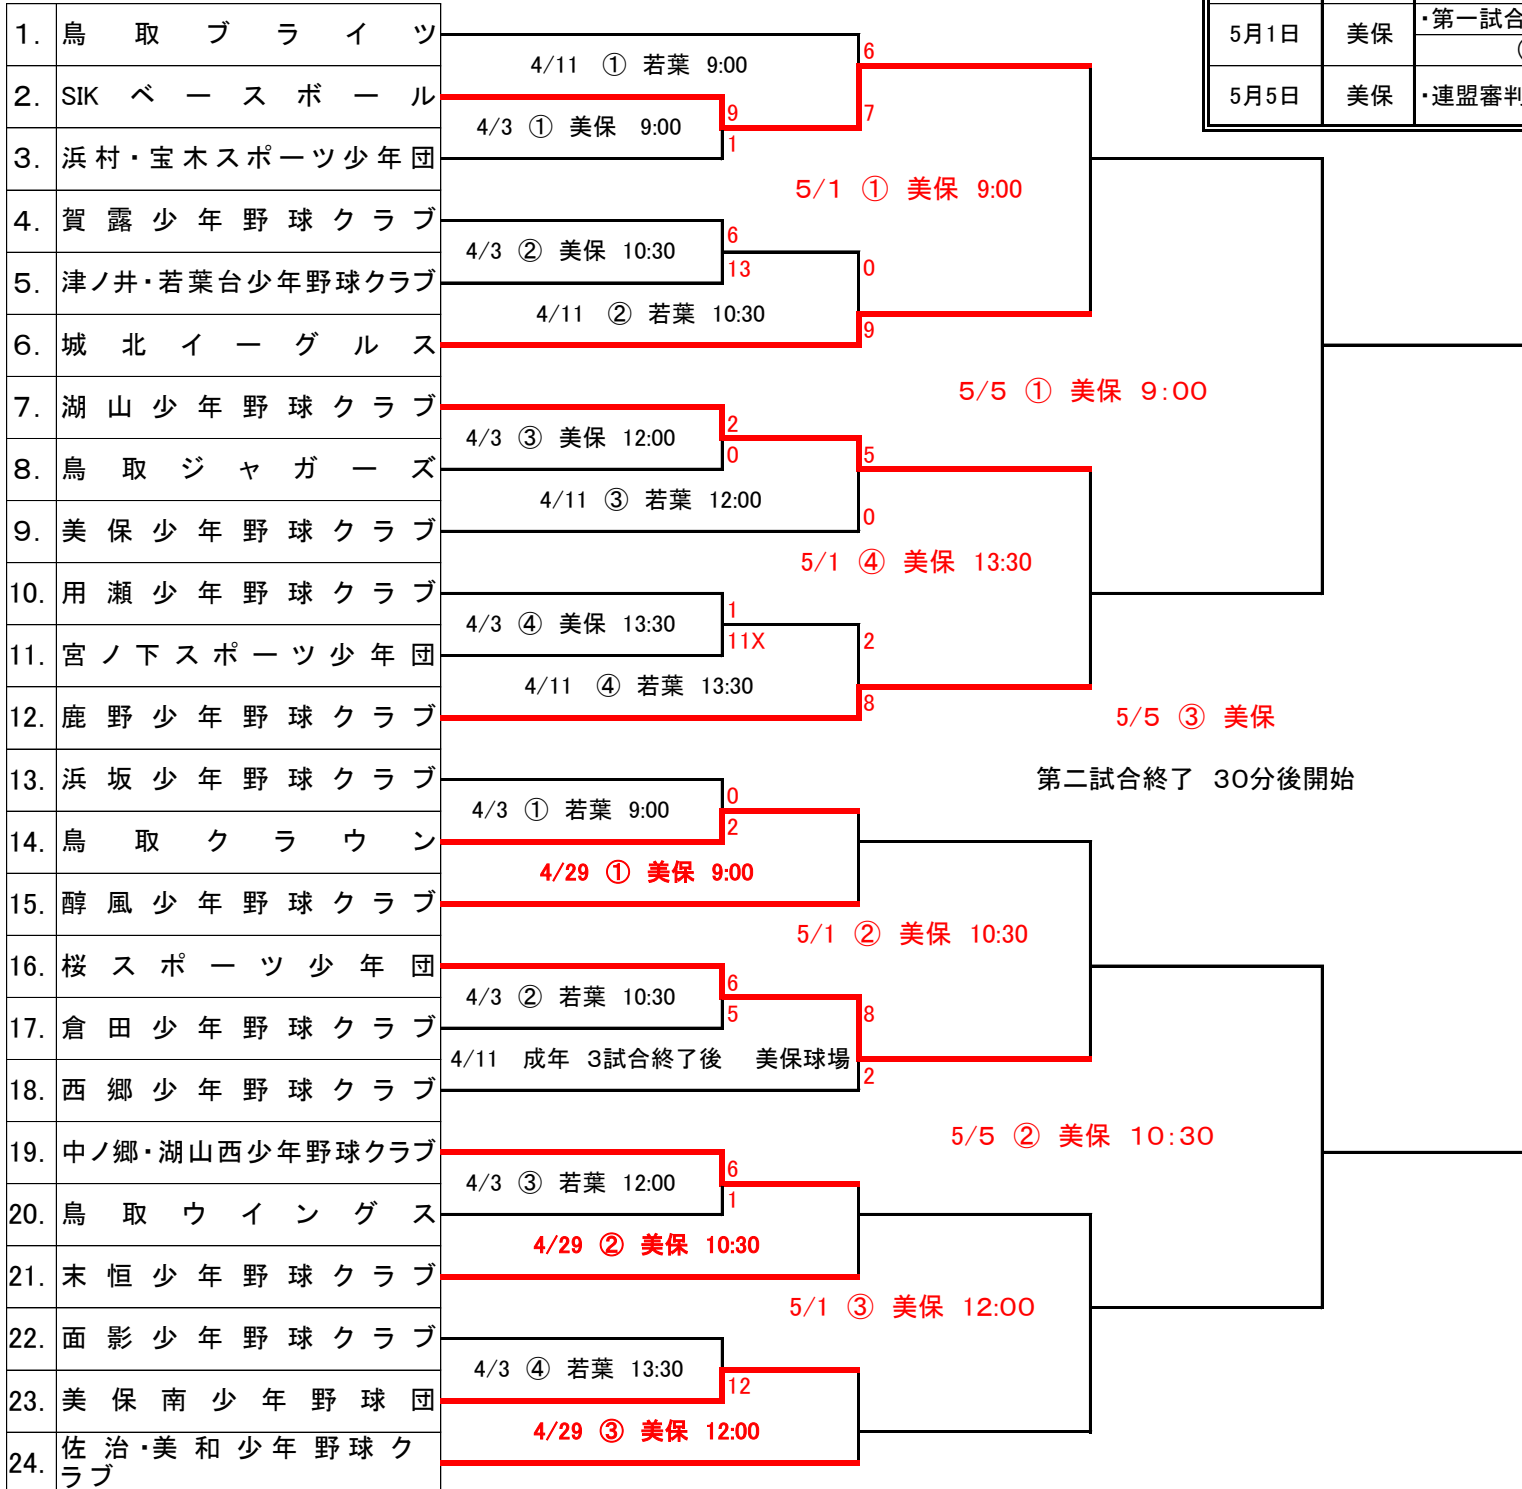 5月1日 美保 ・第一試合
(
5月5日 美保 ・連盟審判
1. 鳥取ブライツ
4/11 ① 若葉 9:00
6
2. SIKベースボール
4/3 ① 美保 9:00
9
1
7
3. 浜村・宝木スポーツ少年団
5/1 ① 美保 9:00
4. 賀露少年野球クラブ
4/3 ② 美保 10:30
6
13
5. 津ノ井・若葉台少年野球クラブ
0
4/11 ② 若葉 10:30
9
6. 城北イーグルス
5/5 ① 美保 9:00
7. 湖山少年野球クラブ
4/3 ③ 美保 12:00
2
0
5
8. 鳥取ジャガーズ
4/11 ③ 若葉 12:00
0
9. 美保少年野球クラブ
5/1 ④ 美保 13:30
10. 用瀬少年野球クラブ
4/3 ④ 美保 13:30
1
11X
2
11. 宮ノ下スポーツ少年団
4/11 ④ 若葉 13:30
8
12. 鹿野少年野球クラブ
5/5 ③ 美保
第二試合終了 30分後開始
13. 浜坂少年野球クラブ
4/3 ① 若葉 9:00
0
2
14. 鳥取クラウン
4/29 ① 美保 9:00
15. 醇風少年野球クラブ
5/1 ② 美保 10:30
16. 桜スポーツ少年団
4/3 ② 若葉 10:30
6
5
8
17. 倉田少年野球クラブ
4/11 成年 3試合終了後 美保球場
2
18. 西郷少年野球クラブ
5/5 ② 美保 10:30
19. 中ノ郷・湖山西少年野球クラブ
4/3 ③ 若葉 12:00
6
1
20. 鳥取ウイングス
4/29 ② 美保 10:30
21. 末恒少年野球クラブ
5/1 ③ 美保 12:00
22. 面影少年野球クラブ
4/3 ④ 若葉 13:30
12
23. 美保南少年野球団
4/29 ③ 美保 12:00
24. 佐治・美和少年野球ク
ラブ